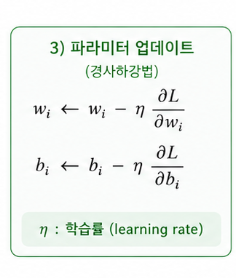 3) 파라미터 업데이트
(경사하강법)
w_i ← w_i − η ∂L/∂w_i
b_i ← b_i − η ∂L/∂b_i
η : 학습률 (learning rate)